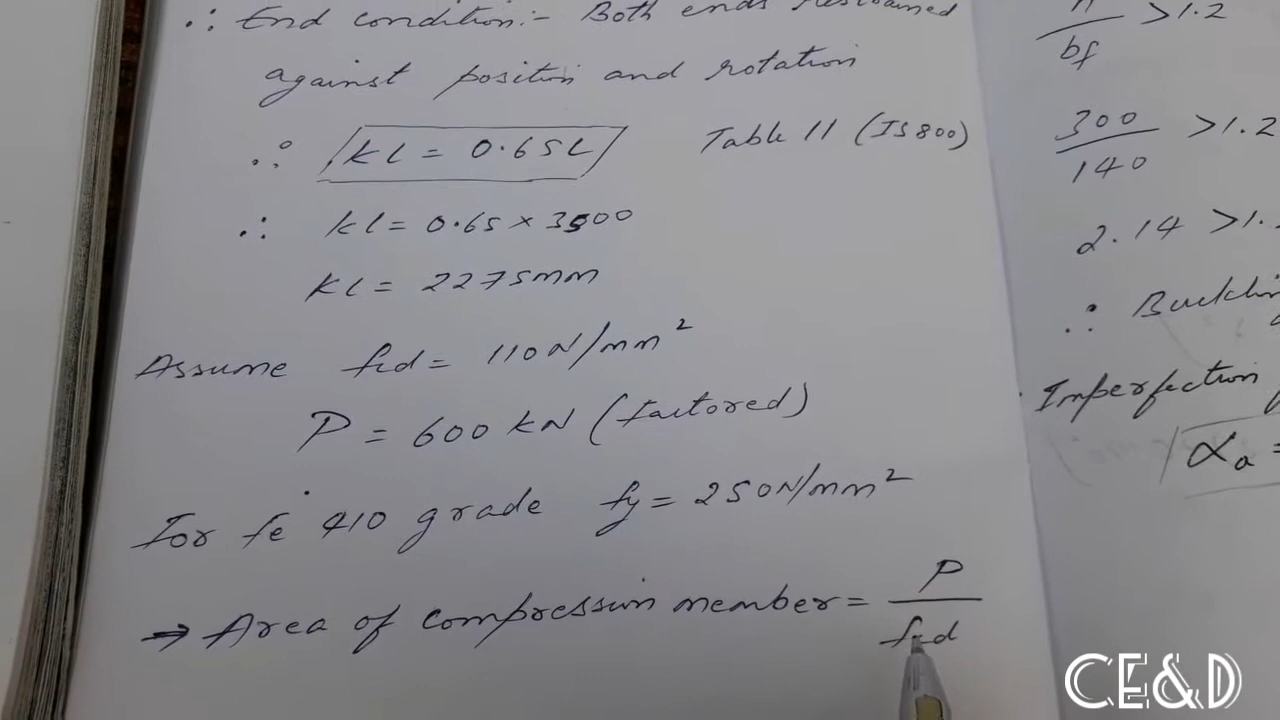 ∴ End condition:- Both ends restrained
against position and rotation
∴ KL = 0.65L Table 11 (IS800)
∴ KL = 0.65 × 3500
KL = 2275mm
Assume fcd = 110N/mm²
P = 600 KN (factored)
For fe 410 grade fy = 250N/mm²
→ Area of compression member = P/fcd
h/bf >1.2
300/140 >1.2
2.14 >1.
∴ Buckling
Imperfection
αa =
CE&D